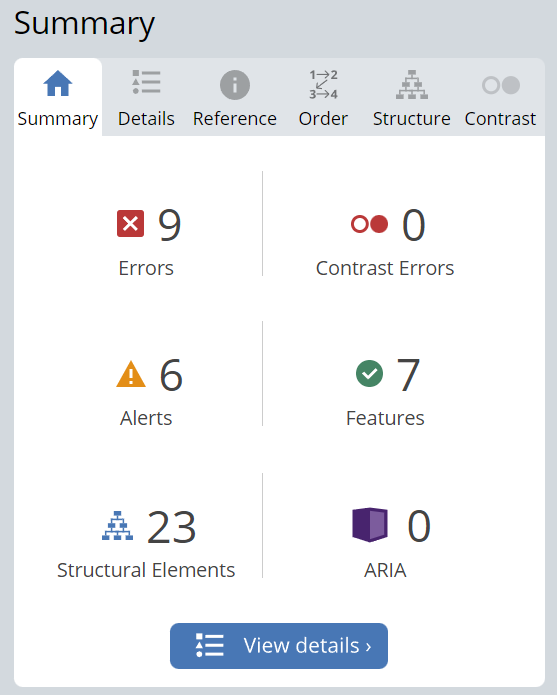 Summary
Summary Details Reference Order Structure Contrast
1→2
3→4
9 0
Errors Contrast Errors
6 7
Alerts Features
23 0
Structural Elements ARIA
View details ›